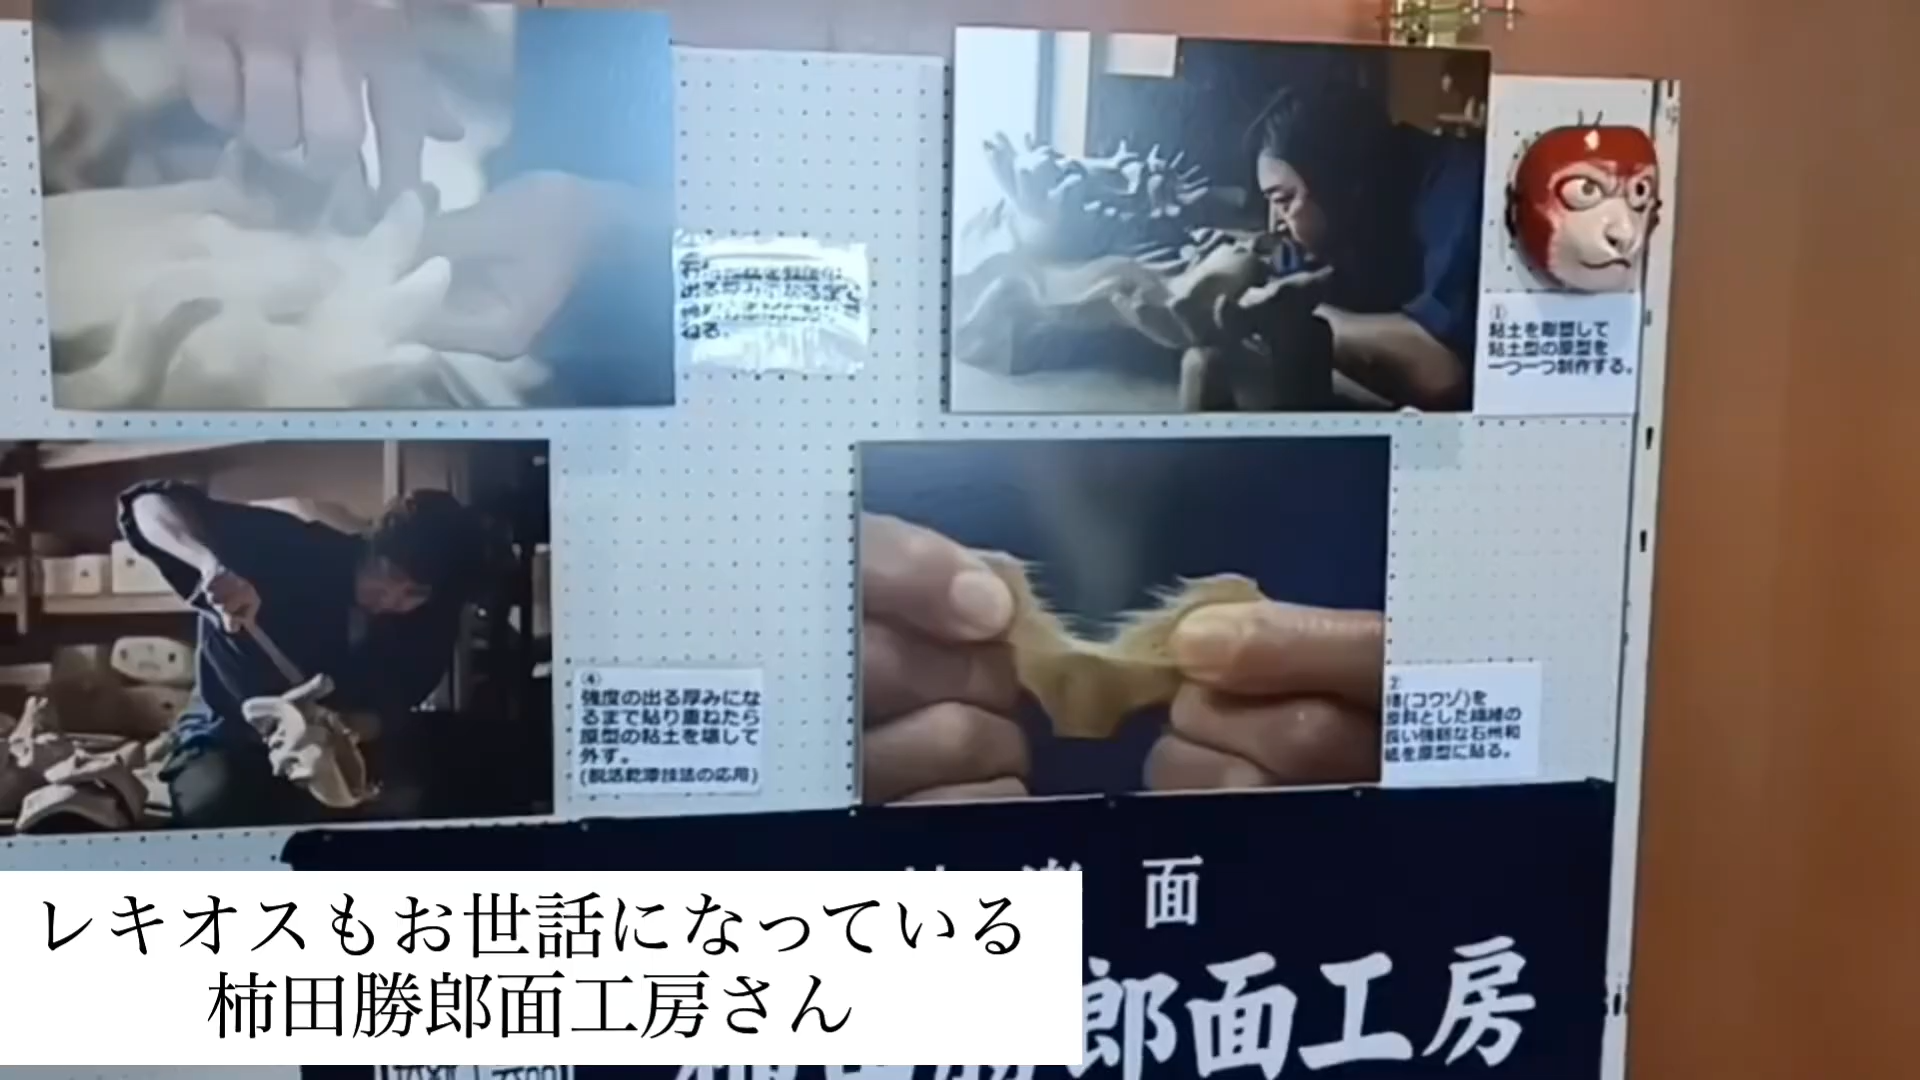 ①
粘土を彫塑して
粘土型の原型を
一つ一つ制作する。
②
楮(コウゾ)を
原料とした繊維の
長い強靭な石州和
紙を原型に貼る。
ねる。
④
強度の出る厚みにな
るまで貼り重ねたら
原型の粘土を壊して
外す。
(脱活乾漆技法の応用)
面
郎面工房
レキオスもお世話になっている
柿田勝郎面工房さん